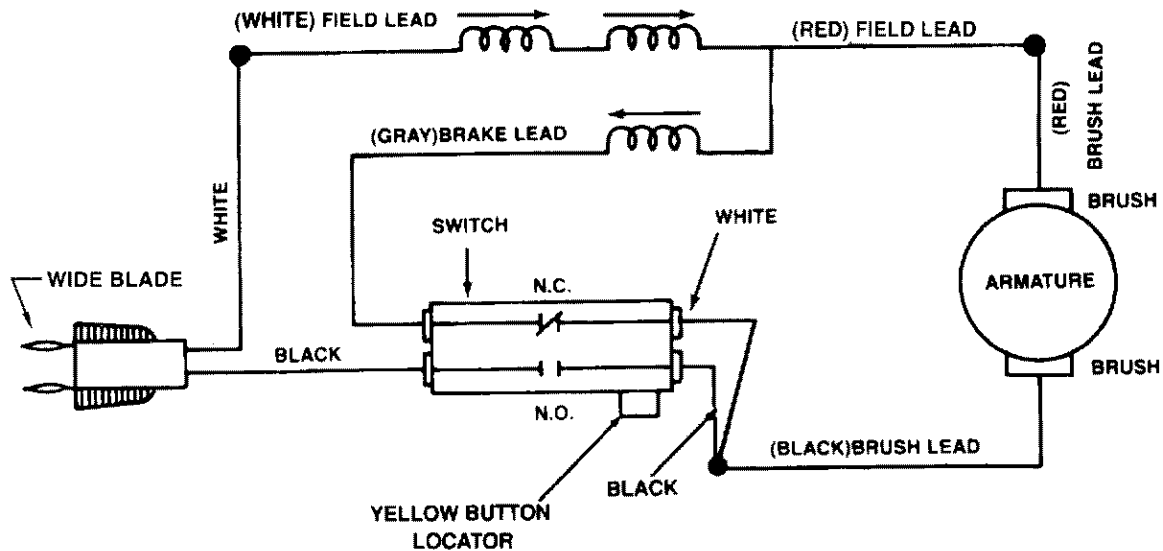 (WHITE) FIELD LEAD
(RED) FIELD LEAD
(RED)
BRUSH LEAD
(GRAY)BRAKE LEAD
WHITE
BRUSH
SWITCH
WHITE
WIDE BLADE
N.C.
ARMATURE
BLACK
BRUSH
N.O.
(BLACK)BRUSH LEAD
BLACK
YELLOW BUTTON
LOCATOR